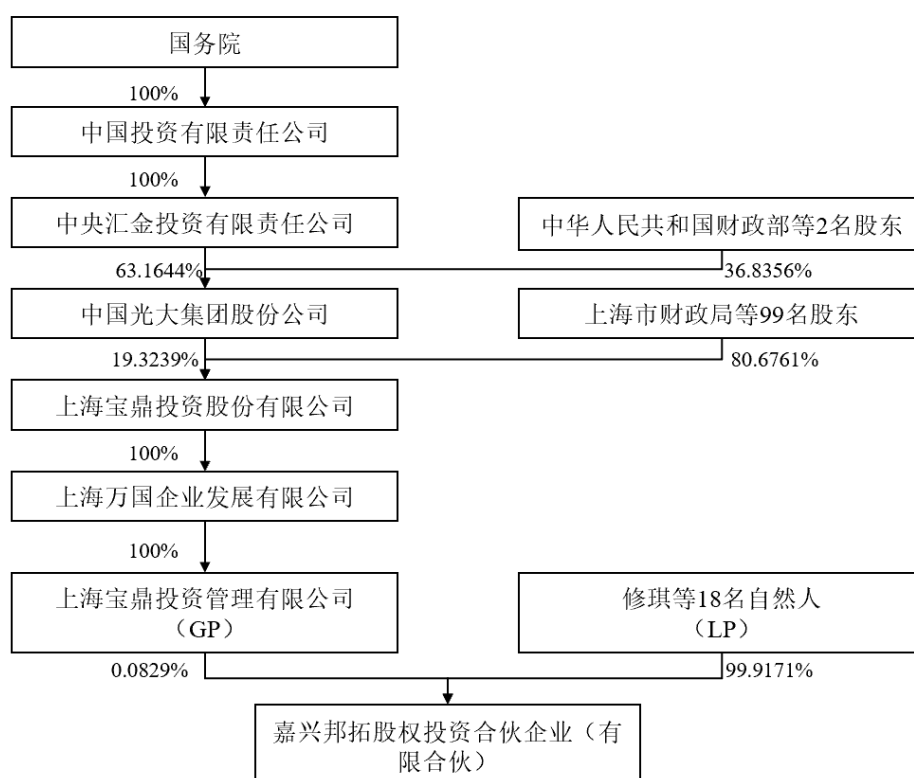 国务院
100%
中国投资有限责任公司
100%
中央汇金投资有限责任公司
中华人民共和国财政部等2名股东
63.1644%
36.8356%
中国光大集团股份公司
上海市财政局等99名股东
19.3239%
80.6761%
上海宝鼎投资股份有限公司
100%
上海万国企业发展有限公司
100%
上海宝鼎投资管理有限公司
（GP）
修琪等18名自然人
（LP）
0.0829%
99.9171%
嘉兴邦拓股权投资合伙企业（有
限合伙）